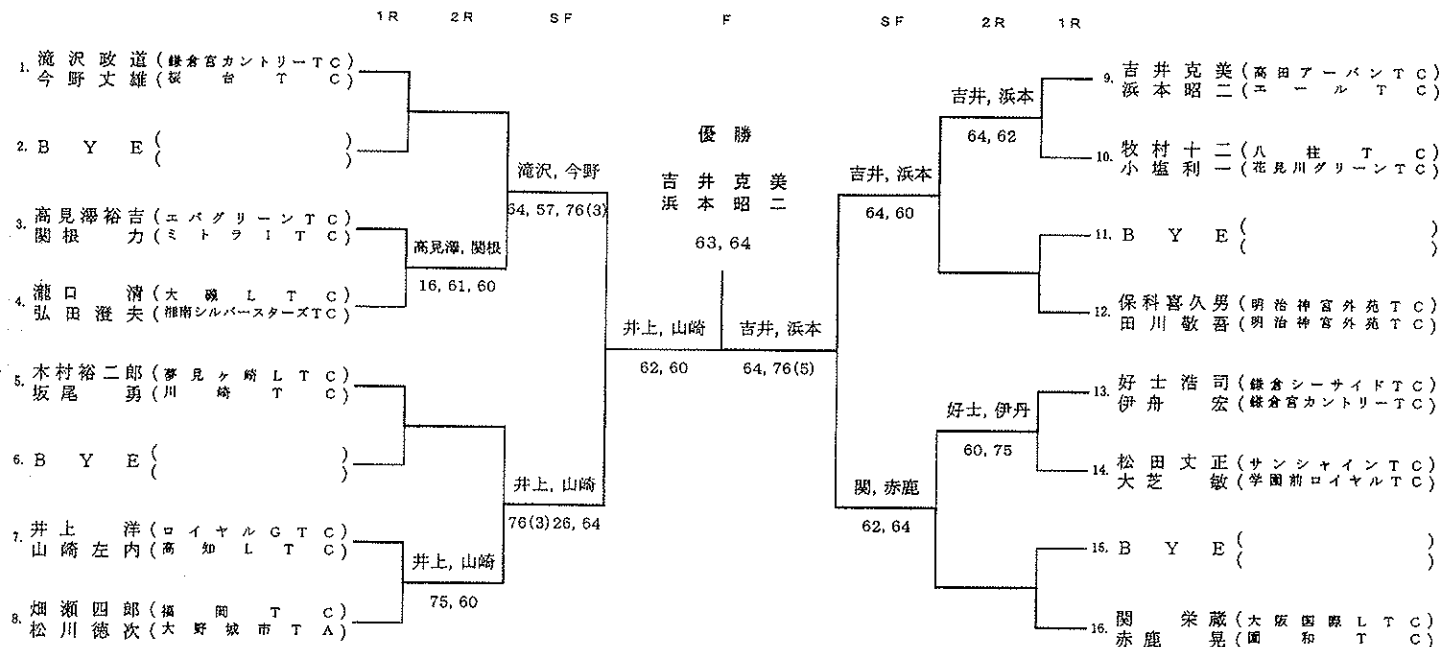 1R 2R SF F SF 2R 1R
1. 滝沢政道 (鎌倉宮カントリーTC)
今野丈雄 (桜台TC)
2. BYE ( )
( )
3. 高見澤裕吉 (エバグリーンTC)
関根力 (ミトライTC)
4. 瀧口清 (大磯LTC)
弘田澄夫 (湘南シルバースターズTC)
5. 木村裕二郎 (夢見ヶ崎LTC)
坂尾勇 (川崎TC)
6. BYE ( )
( )
7. 井上洋 (ロイヤルGTC)
山崎左内 (高知LTC)
8. 畑瀬四郎 (福岡TC)
松川徳次 (大野城市TA)
高見澤, 関根
16, 61, 60
井上, 山崎
75, 60
滝沢, 今野
64, 57, 76(3)
井上, 山崎
76(3)26, 64
井上, 山崎
62, 60
優勝
吉井克美
浜本昭二
63, 64
吉井, 浜本
64, 76(5)
吉井, 浜本
64, 60
関, 赤鹿
62, 64
吉井, 浜本
64, 62
好士, 伊丹
60, 75
9. 吉井克美 (高田アーバンTC)
浜本昭二 (エールTC)
10. 牧村十二 (八柱TC)
小塩利一 (花見川グリーンTC)
11. BYE ( )
( )
12. 保科喜久男 (明治神宮外苑TC)
田川敬吾 (明治神宮外苑TC)
13. 好士浩司 (鎌倉シーサイドTC)
伊舟宏 (鎌倉宮カントリーTC)
14. 松田丈正 (サンシャインTC)
大芝敏 (学園前ロイヤルTC)
15. BYE ( )
( )
16. 関栄蔵 (大阪国際LTC)
赤鹿晃 (園和TC)